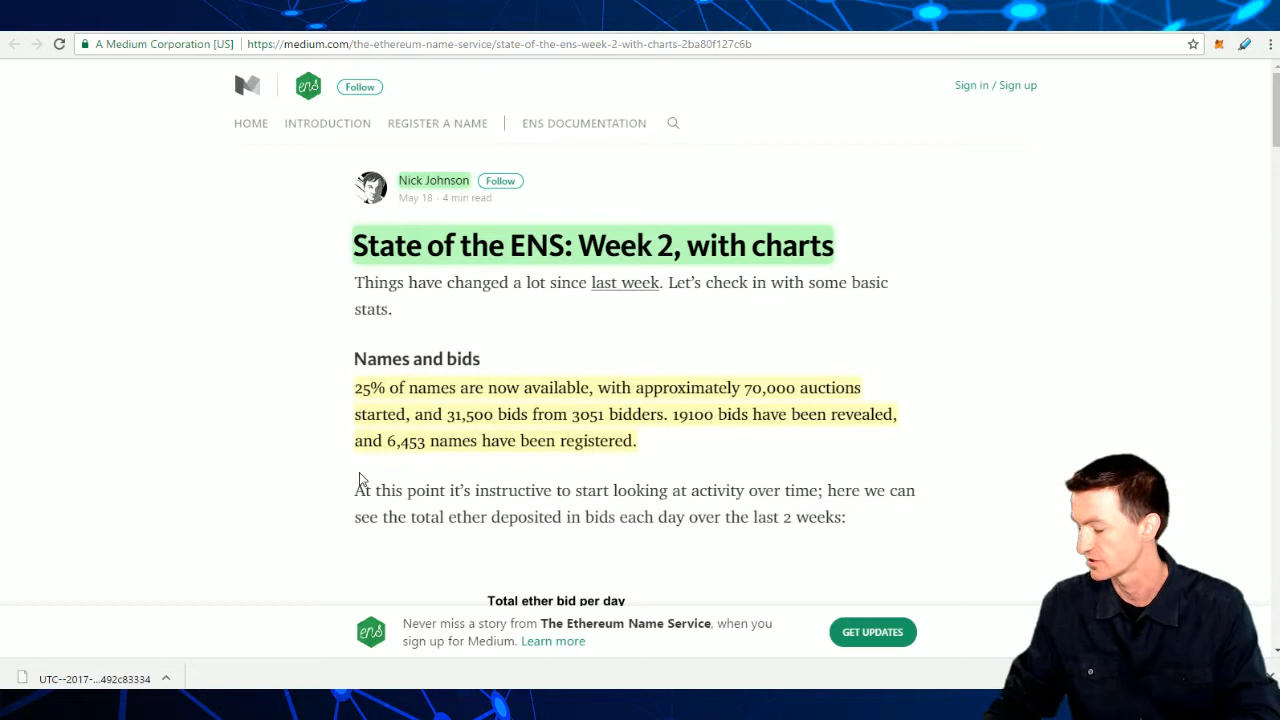 A Medium Corporation [US]
https://medium.com/the-ethereum-name-service/state-of-the-ens-week-2-with-charts-2ba80f127c6b
ens
Follow
Sign in / Sign up
HOME
INTRODUCTION
REGISTER A NAME
ENS DOCUMENTATION
Nick Johnson
Follow
May 18 · 4 min read
State of the ENS: Week 2, with charts
Things have changed a lot since last week. Let's check in with some basic
stats.
Names and bids
25% of names are now available, with approximately 70,000 auctions
started, and 31,500 bids from 3051 bidders. 19100 bids have been revealed,
and 6,453 names have been registered.
At this point it's instructive to start looking at activity over time; here we can
see the total ether deposited in bids each day over the last 2 weeks:
Total ether bid per day
ens
Never miss a story from The Ethereum Name Service, when you
sign up for Medium. Learn more
GET UPDATES
UTC--2017-...492c83334